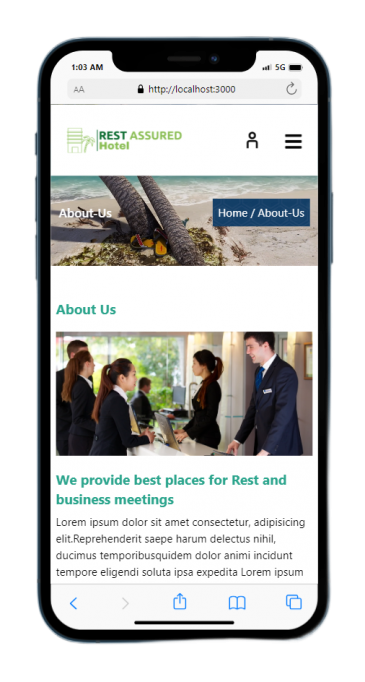 1:03 AM
5G
AA
http://localhost:3000
REST ASSURED
Hotel
About-Us
Home / About-Us
About Us
We provide best places for Rest and
business meetings
Lorem ipsum dolor sit amet consectetur, adipisicing
elit.Reprehenderit saepe harum delectus nihil,
ducimus temporibusquidem dolor animi incidunt
tempore eligendi soluta ipsa expedita Lorem ipsum